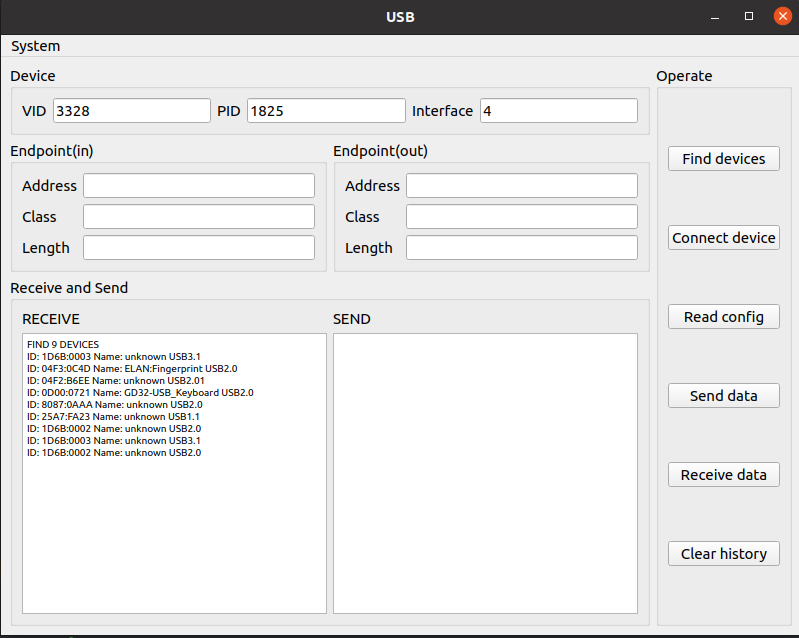 USB
System
Device
Operate
VID 3328 PID 1825 Interface 4
Endpoint(in)
Endpoint(out)
Address
Class
Length
Address
Class
Length
Receive and Send
RECEIVE
SEND
FIND 9 DEVICES
ID: 1D6B:0003 Name: unknown USB3.1
ID: 04F3:0C4D Name: ELAN:Fingerprint USB2.0
ID: 04F2:B6EE Name: unknown USB2.01
ID: 0D00:0721 Name: GD32-USB_Keyboard USB2.0
ID: 8087:0AAA Name: unknown USB2.0
ID: 25A7:FA23 Name: unknown USB1.1
ID: 1D6B:0002 Name: unknown USB2.0
ID: 1D6B:0003 Name: unknown USB3.1
ID: 1D6B:0002 Name: unknown USB2.0
Find devices
Connect device
Read config
Send data
Receive data
Clear history